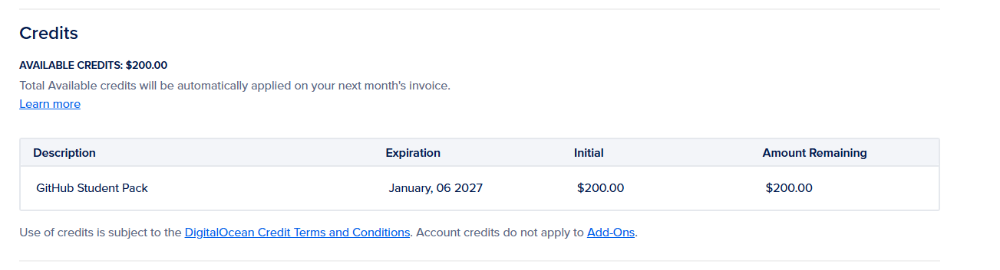 Credits
AVAILABLE CREDITS: $200.00
Total Available credits will be automatically applied on your next month's invoice.
Learn more
Description Expiration Initial Amount Remaining
GitHub Student Pack January, 06 2027 $200.00 $200.00
Use of credits is subject to the DigitalOcean Credit Terms and Conditions. Account credits do not apply to Add-Ons.